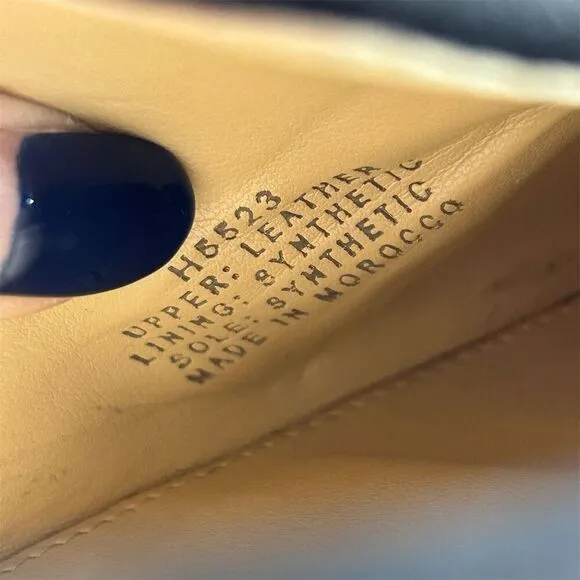 H5523
UPPER: LEATHER
LINING: SYNTHETIC
SOLE: SYNTHETIC
MADE IN MOROCCO